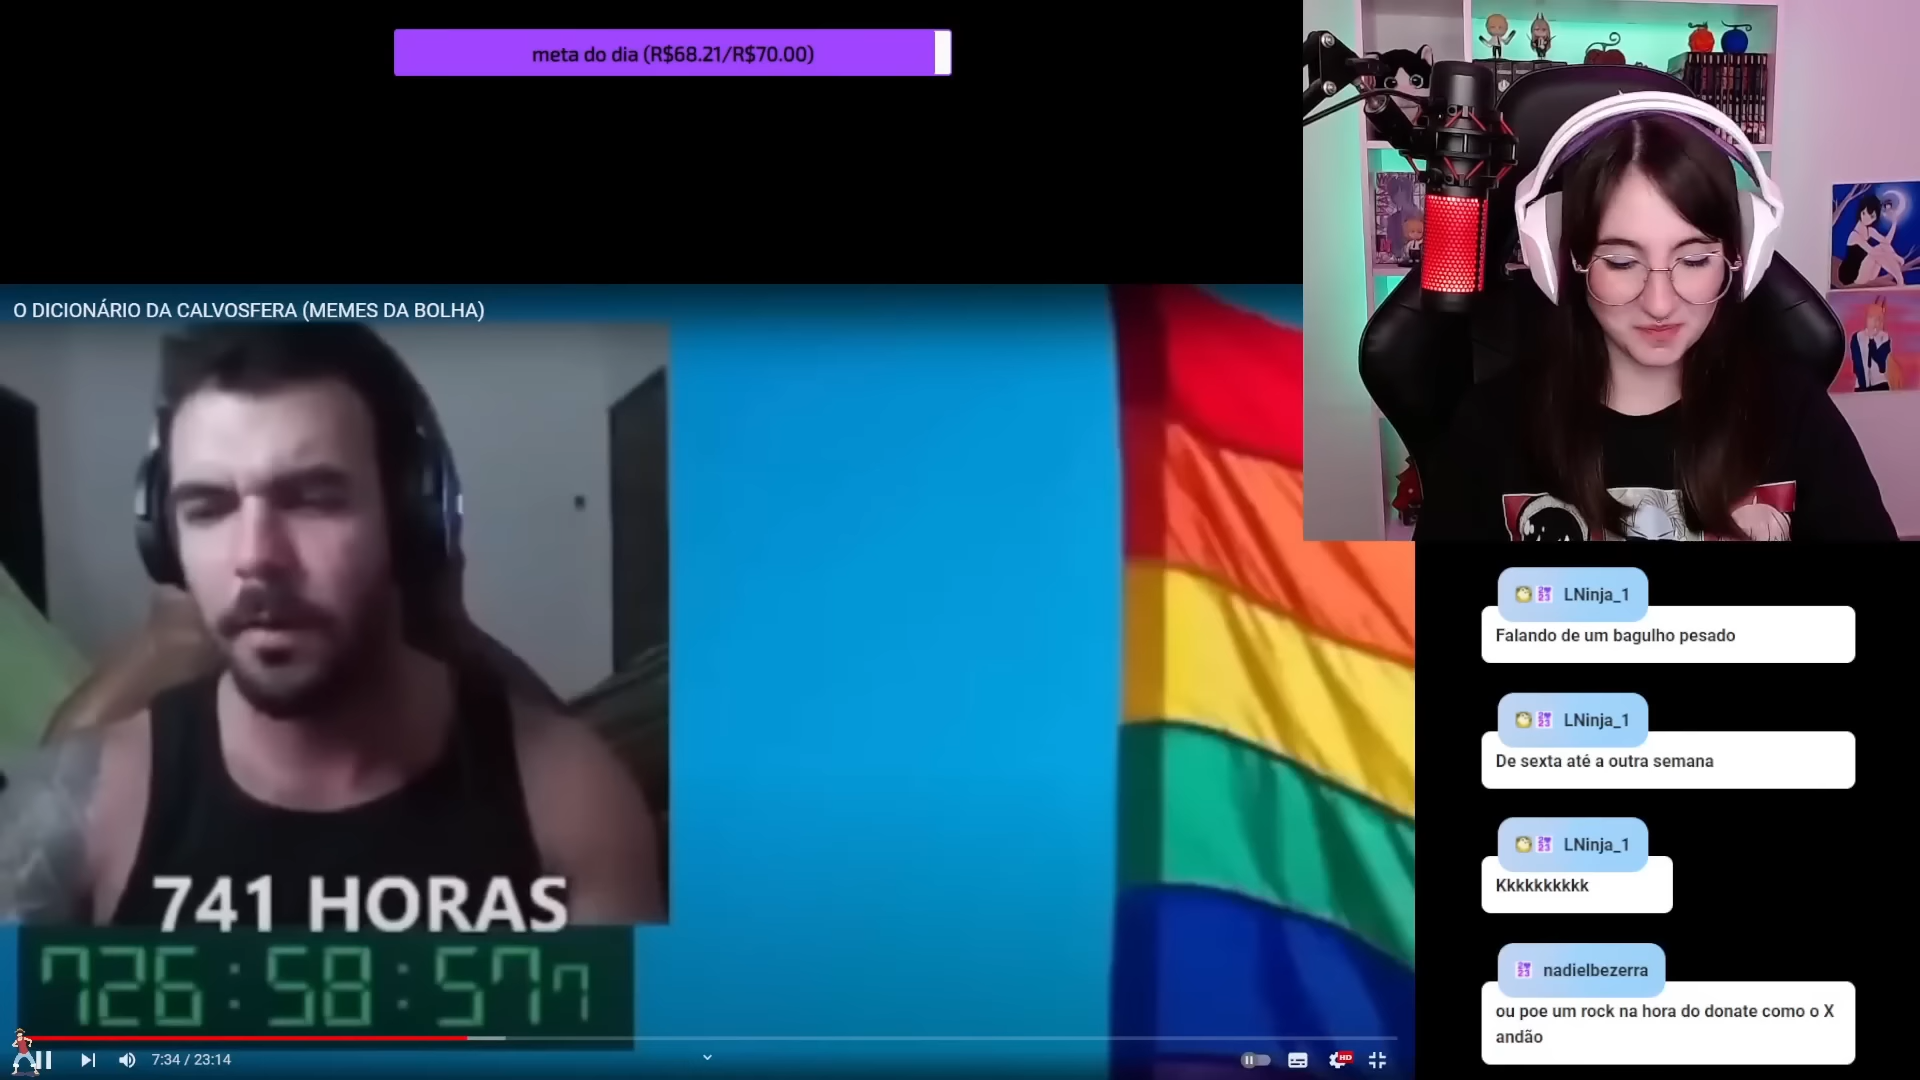 meta do dia (R$68.21/R$70.00)
O DICIONÁRIO DA CALVOSFERA (MEMES DA BOLHA)
741 HORAS
726:58:57
7:34 / 23:14
HD
LNinja_1
Falando de um bagulho pesado
LNinja_1
De sexta até a outra semana
LNinja_1
Kkkkkkkkkk
nadielbezerra
ou poe um rock na hora do donate como o X
andão